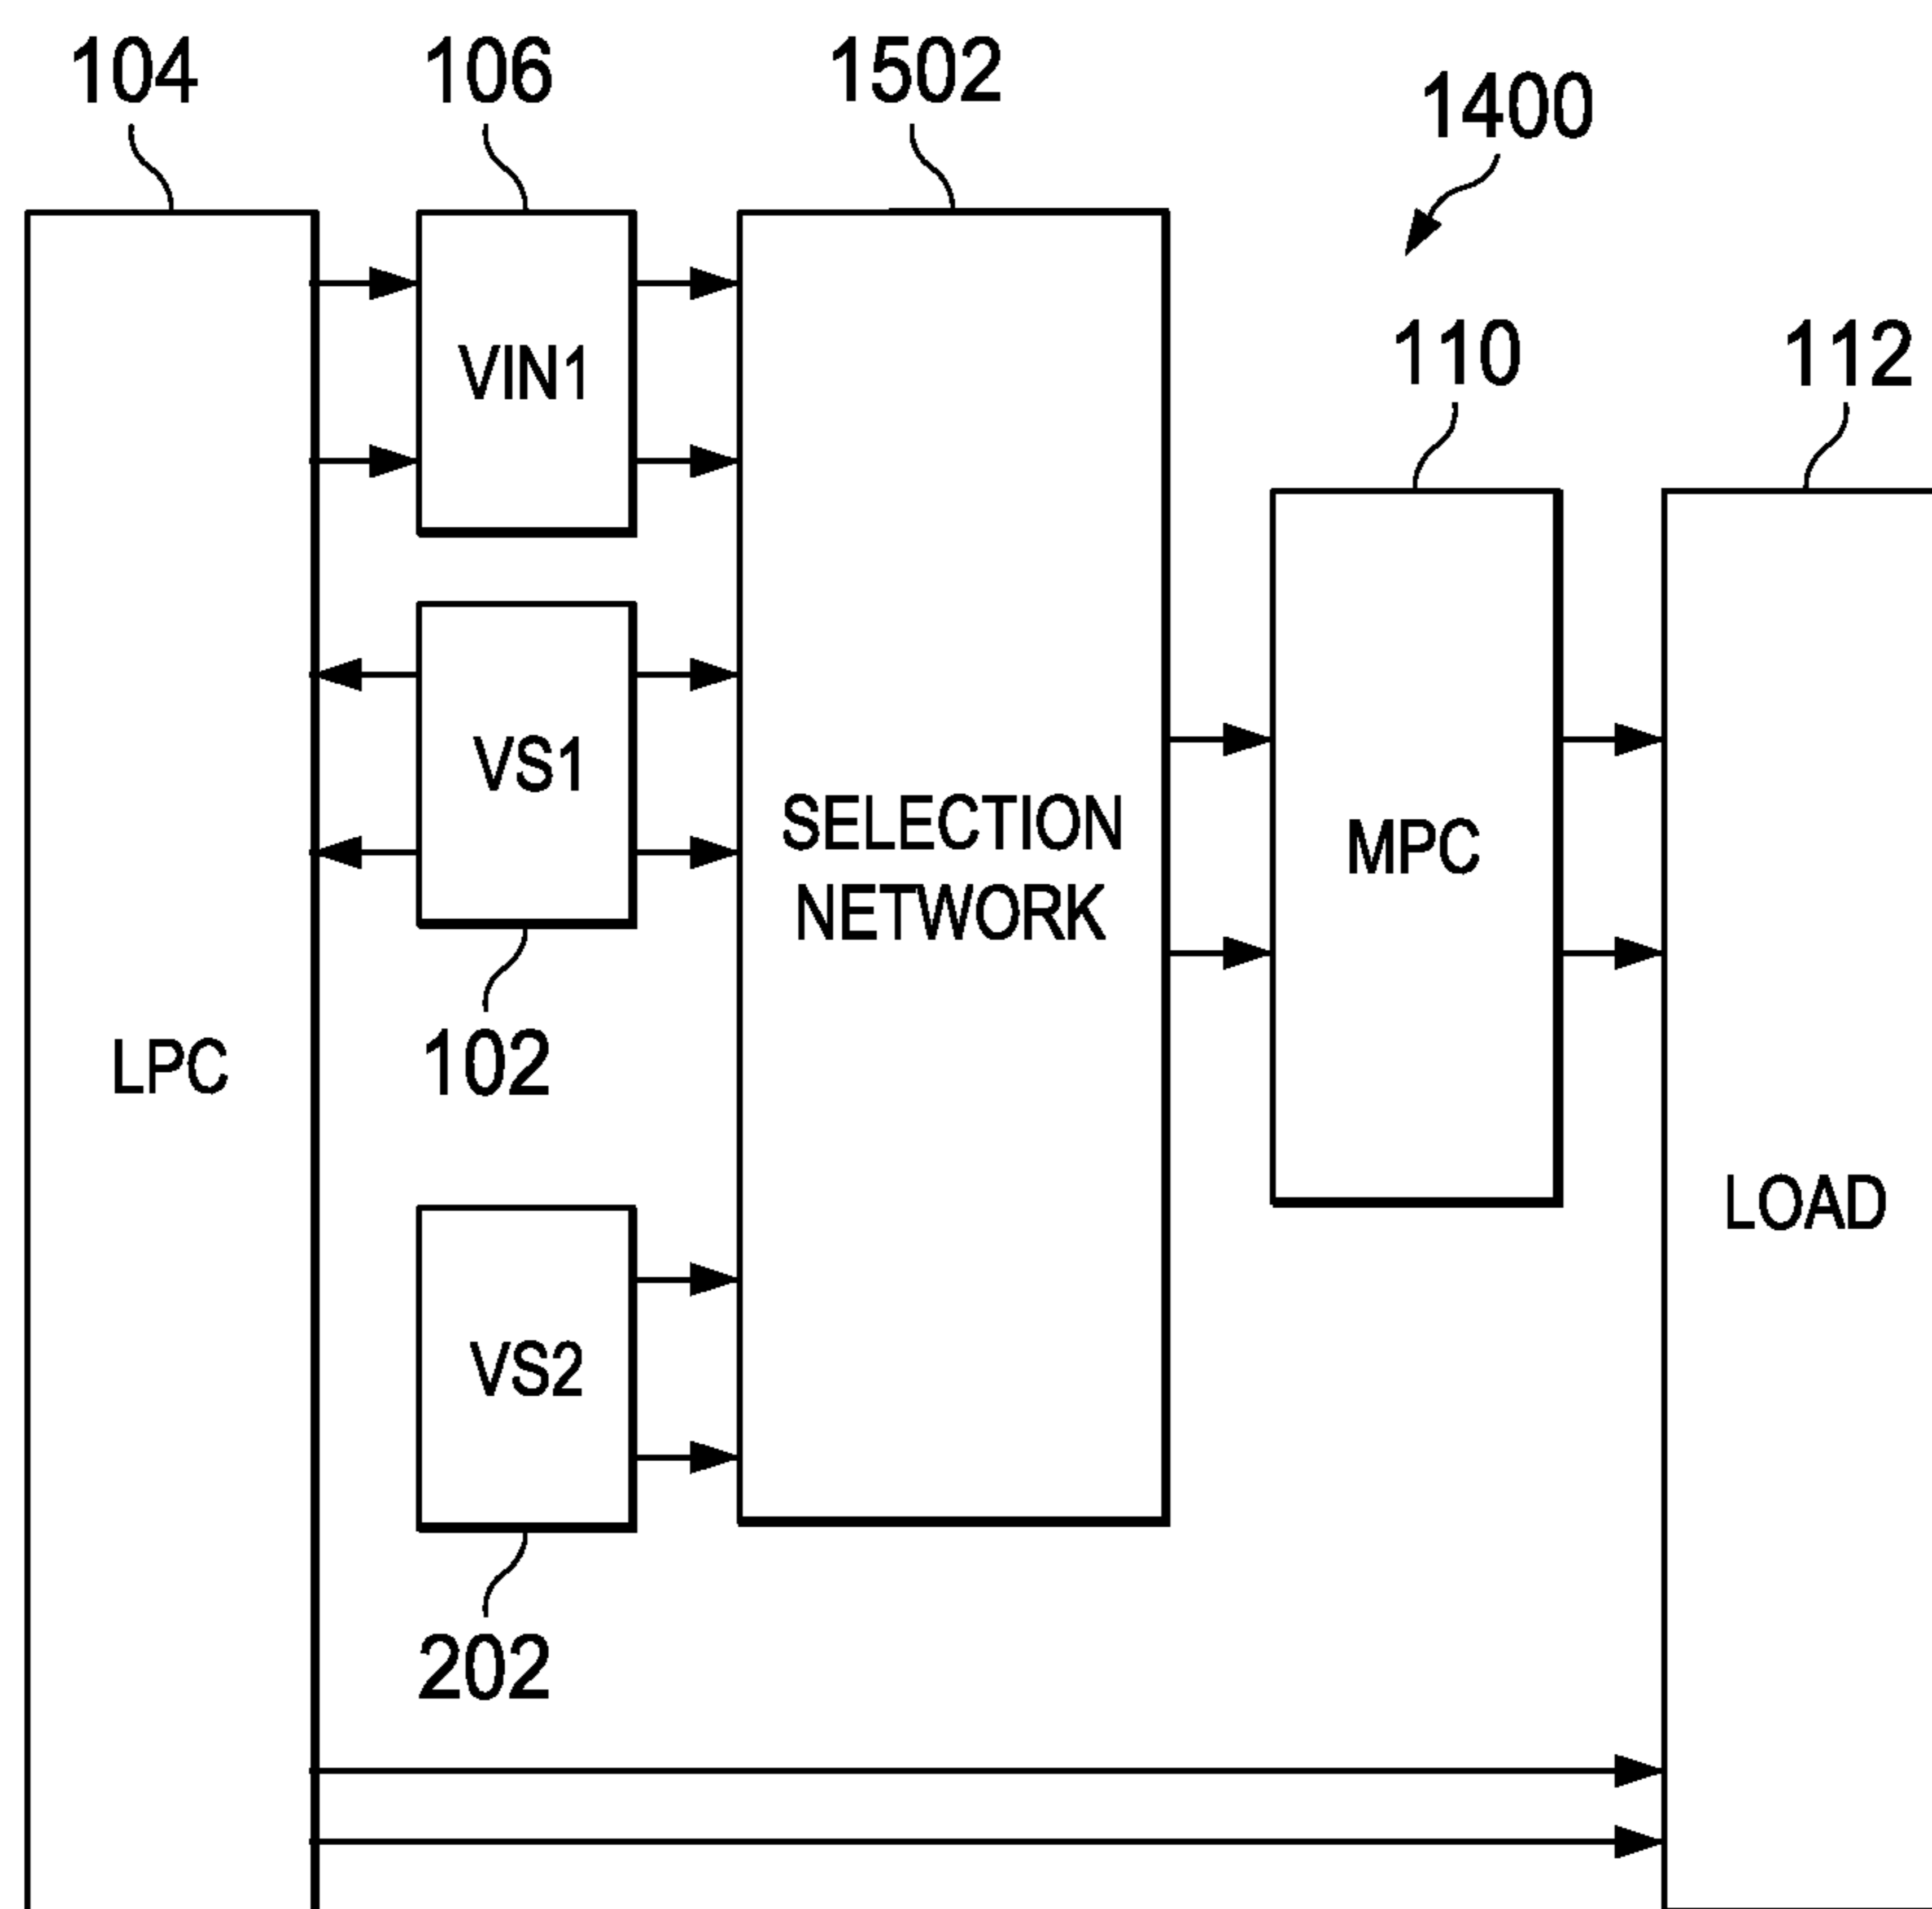 104
106
1502
1400
VIN1
110
112
VS1
SELECTION
NETWORK
MPC
102
LPC
LOAD
VS2
202